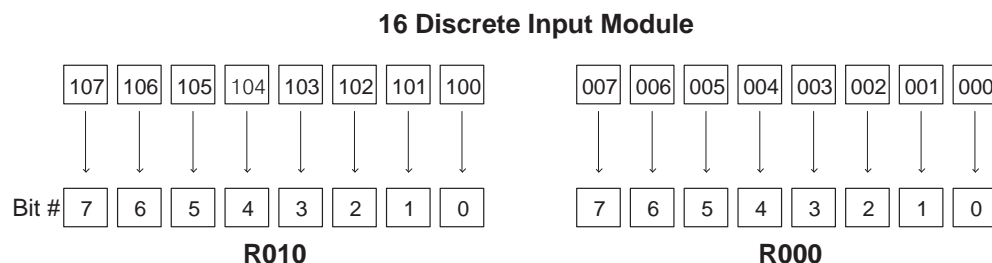 16 Discrete Input Module
107 106 105 104 103 102 101 100 007 006 005 004 003 002 001 000
Bit # 7 6 5 4 3 2 1 0 7 6 5 4 3 2 1 0
R010 R000